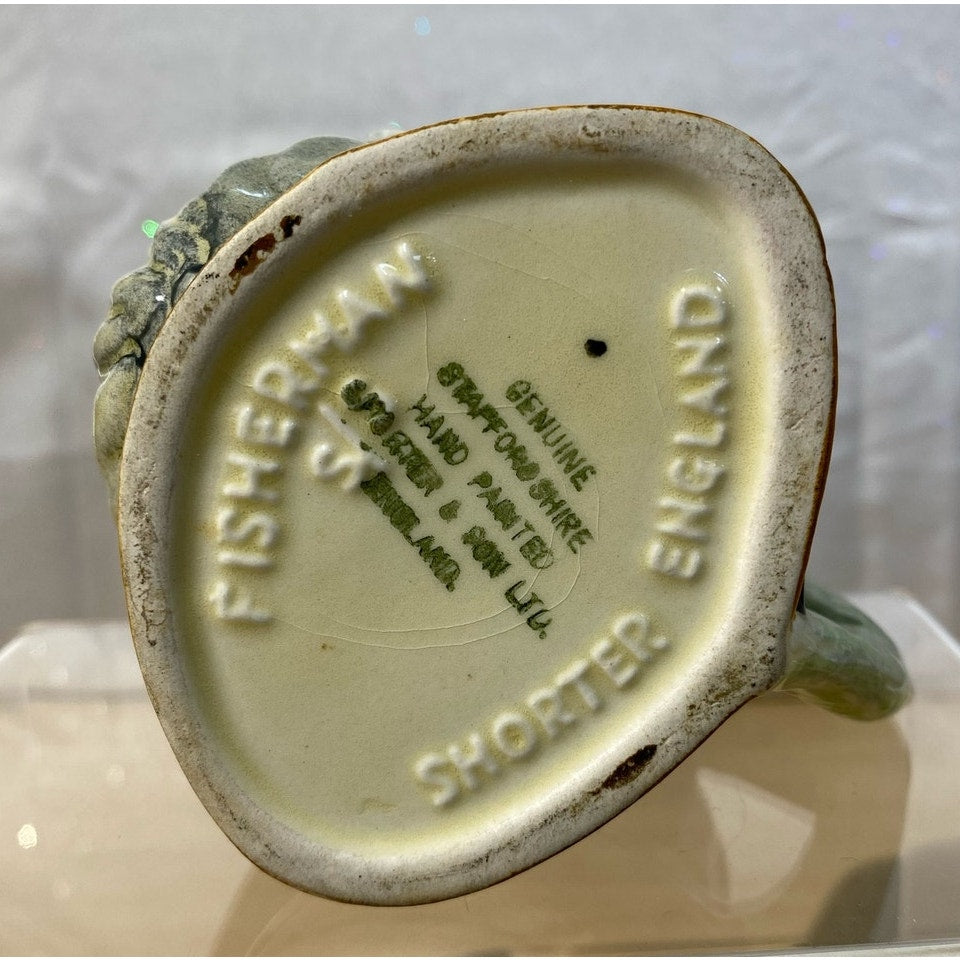 FISHERMAN
S/S
GENUINE
STAFFORDSHIRE
HAND PAINTED
SHORTER & SON LTD.
ENGLAND.
SHORTER ENGLAND